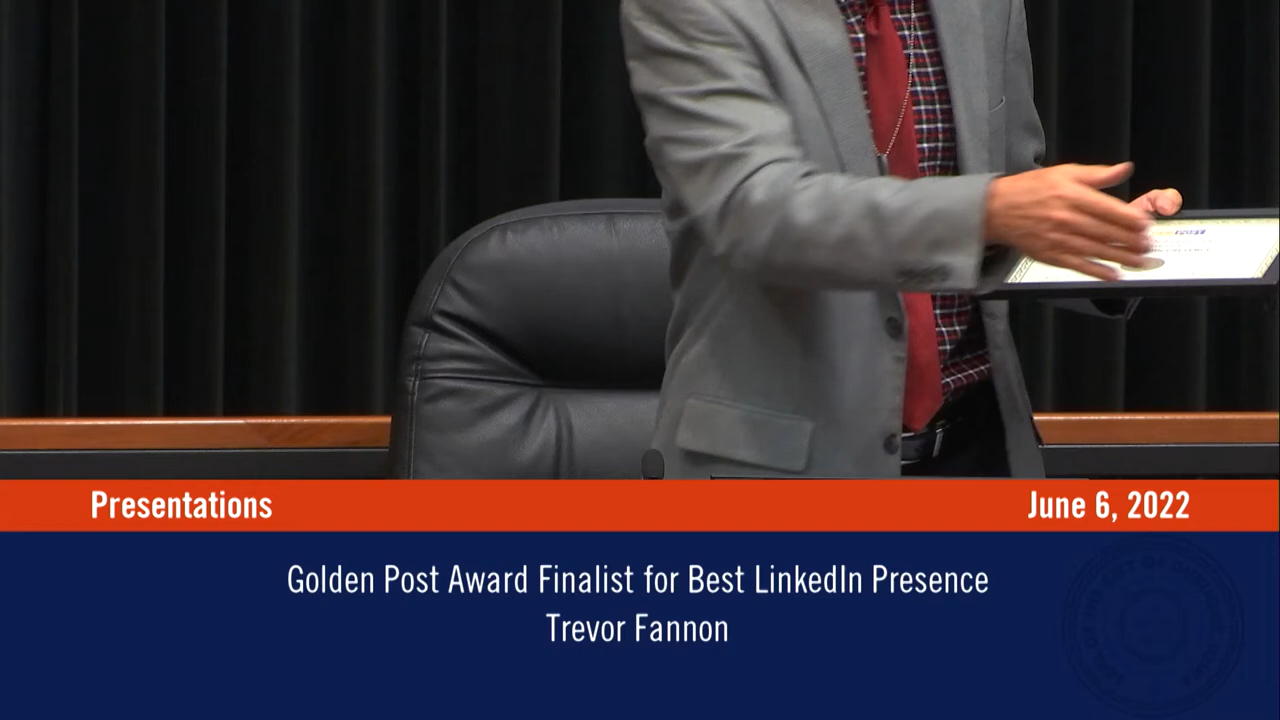 Presentations
June 6, 2022
Golden Post Award Finalist for Best LinkedIn Presence
Trevor Fannon